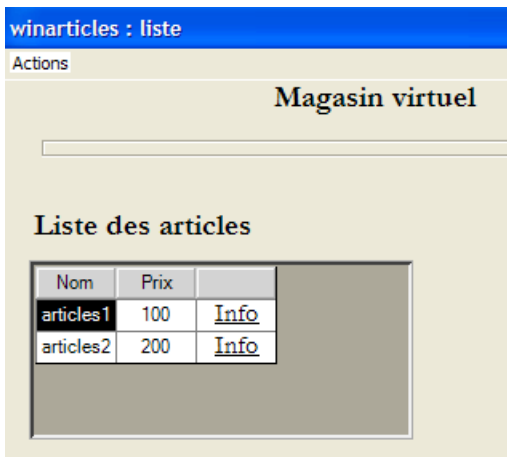 winarticles : liste
Actions
Magasin virtuel
Liste des articles
Nom Prix
articles1 100 Info
articles2 200 Info